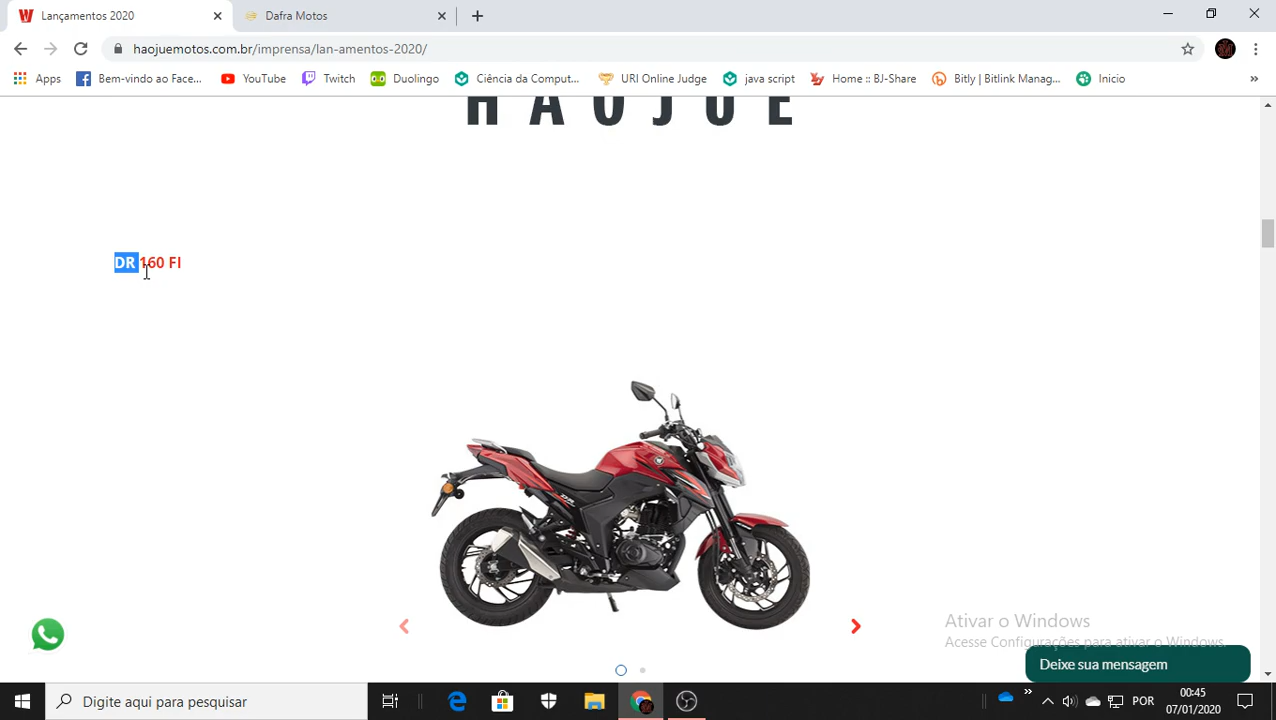 Lançamentos 2020
Dafra Motos
haojuemotos.com.br/imprensa/lan-amentos-2020/
Apps
Bem-vindo ao Face...
YouTube
Twitch
Duolingo
Ciência da Comput...
URI Online Judge
java script
Home :: BJ-Share
Bitly | Bitlink Manag...
Inicio
»
HAOJUE
DR 160 FI
Ativar o Windows
Acesse Configurações para ativar o Windows.
Deixe sua mensagem
Digite aqui para pesquisar
POR
00:45
07/01/2020